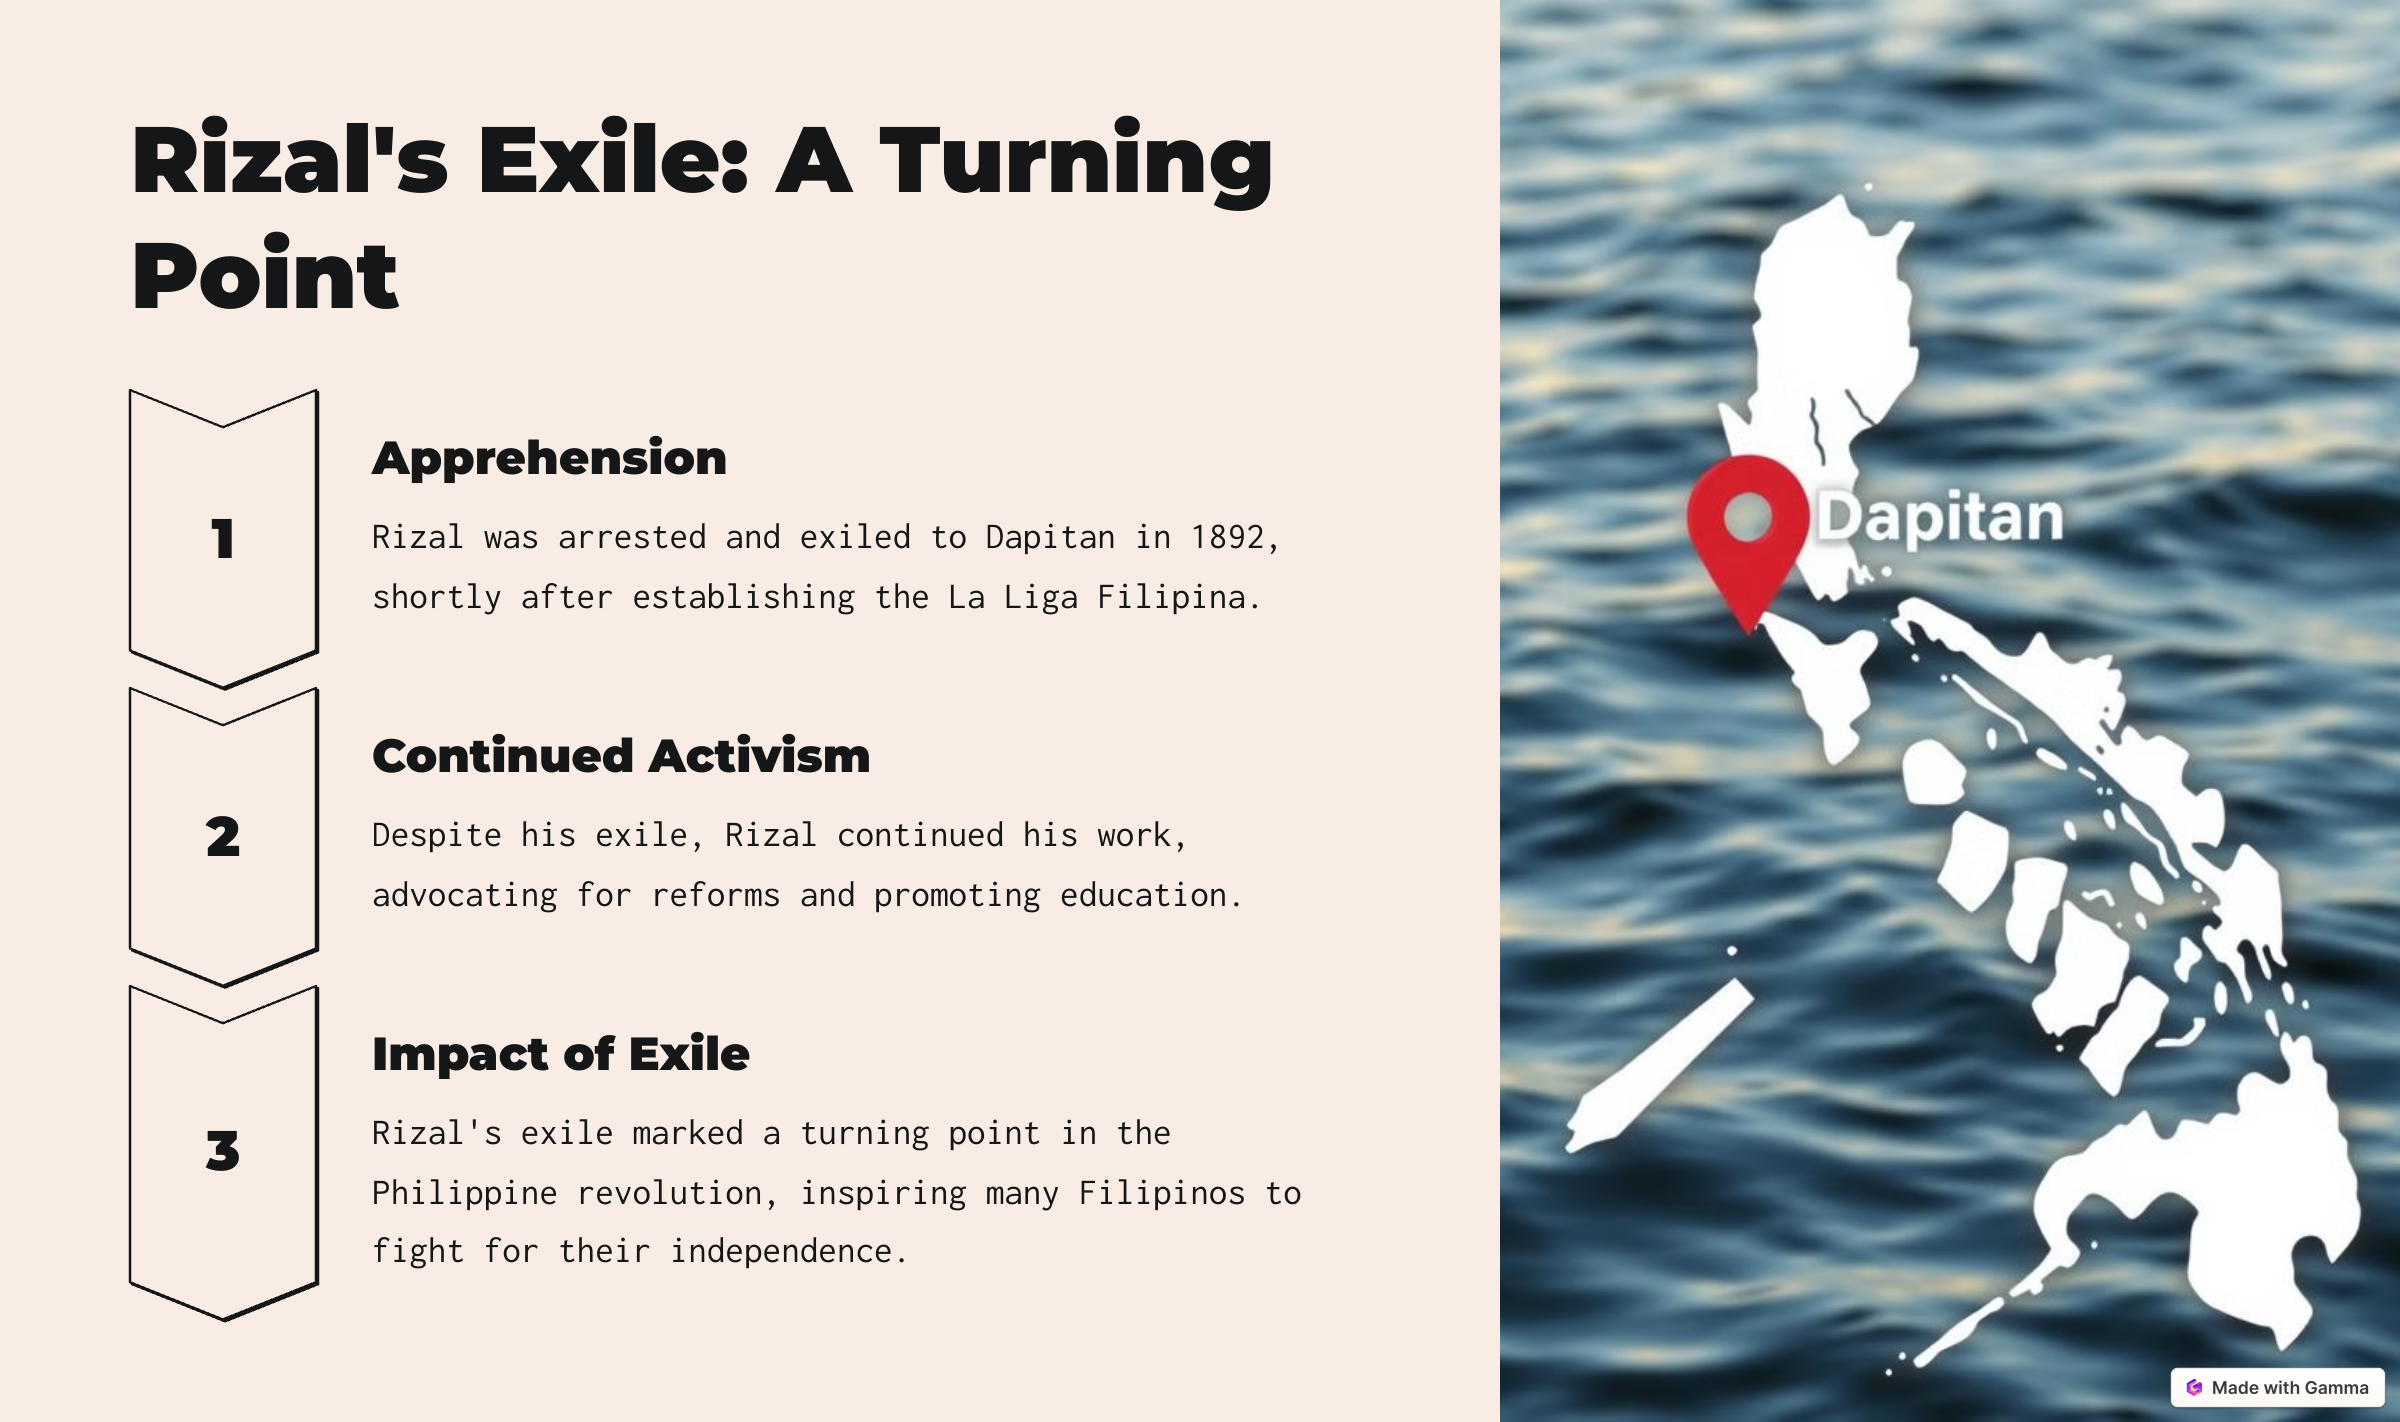 Rizal's Exile: A Turning
Point
1
Apprehension
Rizal was arrested and exiled to Dapitan in 1892,
shortly after establishing the La Liga Filipina.
2
Continued Activism
Despite his exile, Rizal continued his work,
advocating for reforms and promoting education.
3
Impact of Exile
Rizal's exile marked a turning point in the
Philippine revolution, inspiring many Filipinos to
fight for their independence.
Dapitan
Made with Gamma